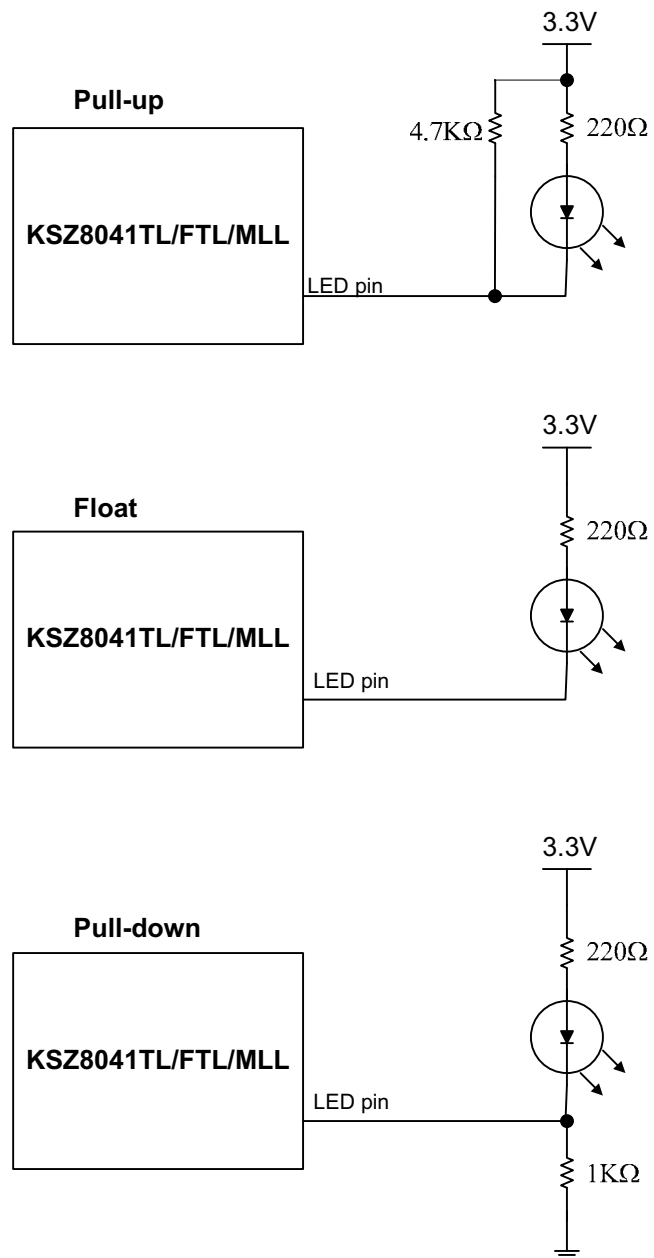 3.3V
Pull-up
4.7KΩ
220Ω
KSZ8041TL/FTL/MLL
LED pin
3.3V
Float
220Ω
KSZ8041TL/FTL/MLL
LED pin
3.3V
Pull-down
220Ω
KSZ8041TL/FTL/MLL
LED pin
1KΩ